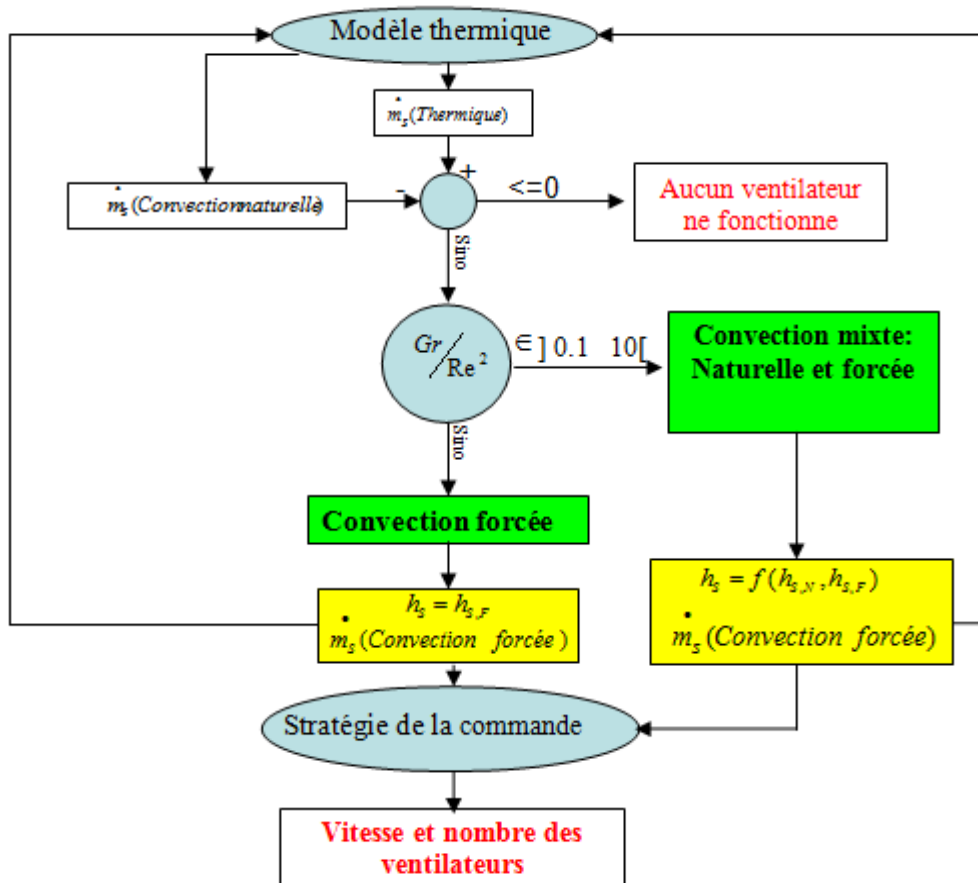 Modèle thermique
ṁs(Thermique)
+
ṁs(Convectionnaturelle)
-
<=0
Aucun ventilateur
ne fonctionne
Sino
Gr/Re²
∈ ] 0.1 10[
Convection mixte:
Naturelle et forcée
Sino
Convection forcée
hS = hS,F
ṁS(Convection forcée)
hS = f(hS,N, hS,F)
ṁS(Convection forcée)
Stratégie de la commande
Vitesse et nombre des
ventilateurs